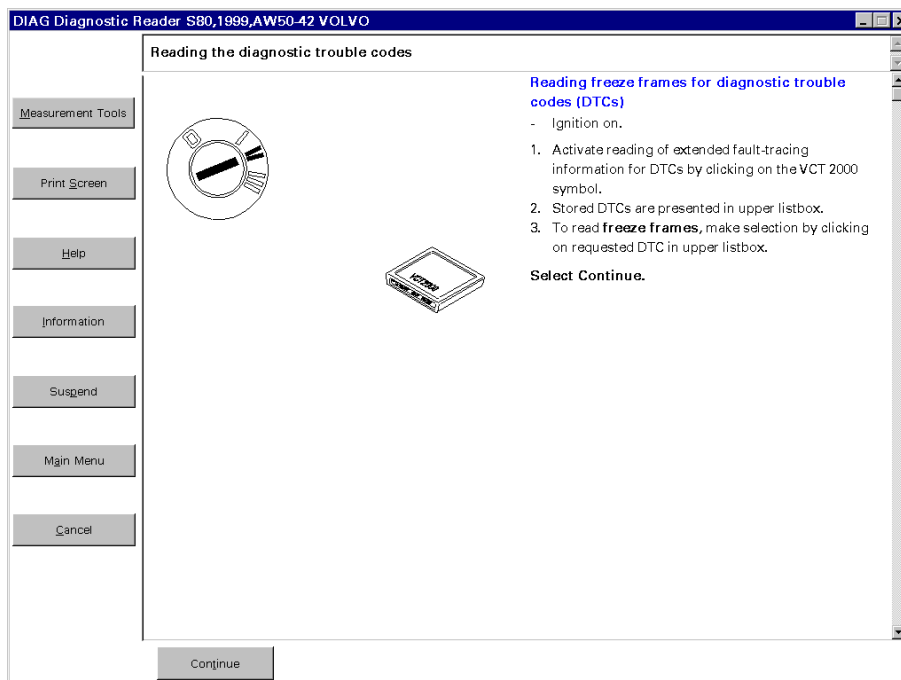 DIAG Diagnostic Reader S80,1999,AW50-42 VOLVO
Reading the diagnostic trouble codes
Measurement Tools
Print Screen
Help
Information
Suspend
Main Menu
Cancel
VCT2000
Reading freeze frames for diagnostic trouble
codes (DTCs)
- Ignition on.
1. Activate reading of extended fault-tracing
information for DTCs by clicking on the VCT 2000
symbol.
2. Stored DTCs are presented in upper listbox.
3. To read freeze frames, make selection by clicking
on requested DTC in upper listbox.
Select Continue.
Continue